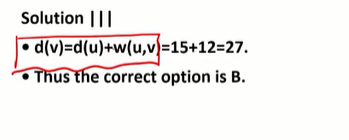 Solution |||
• d(v)=d(u)+w(u,v)=15+12=27.
• Thus the correct option is B.